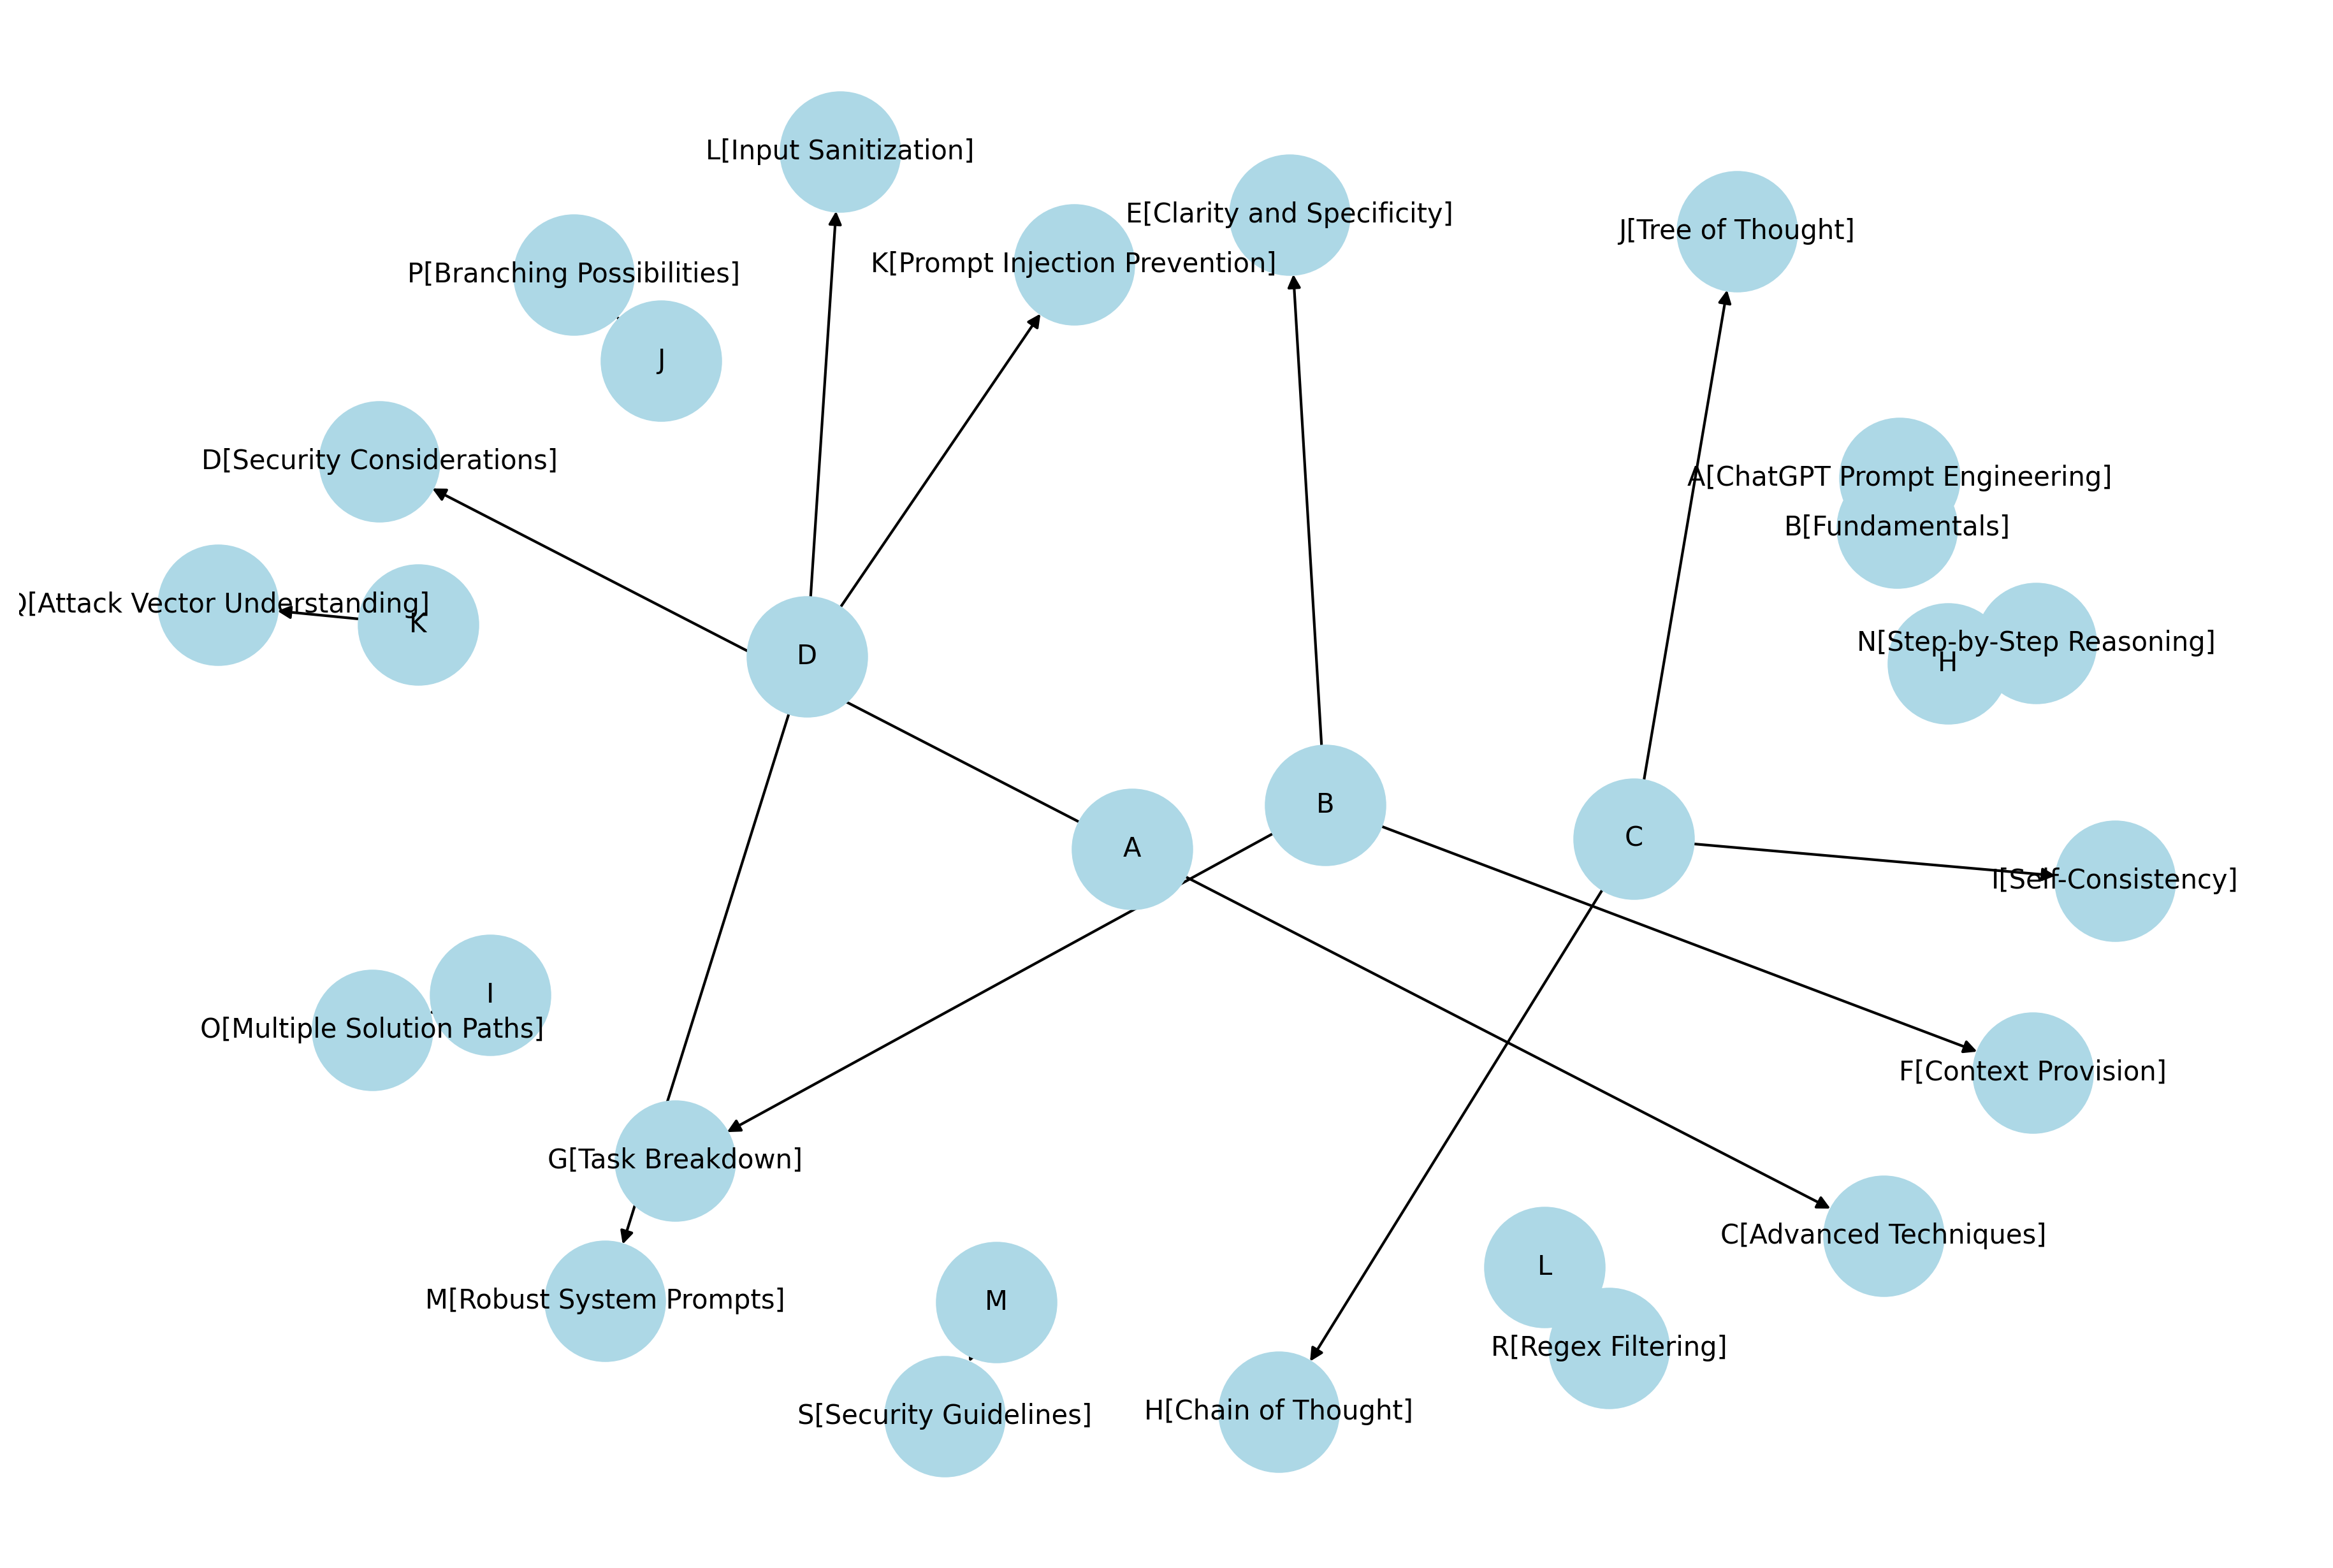 L[Input Sanitization]
E[Clarity and Specificity]
J[Tree of Thought]
K[Prompt Injection Prevention]
P[Branching Possibilities]
J
D[Security Considerations]
A[ChatGPT Prompt Engineering]
B[Fundamentals]
[Attack Vector Understanding]
K
N[Step-by-Step Reasoning]
H
D
B
C
A
I[Self-Consistency]
I
O[Multiple Solution Paths]
F[Context Provision]
G[Task Breakdown]
C[Advanced Techniques]
L
M[Robust System Prompts]
M
R[Regex Filtering]
S[Security Guidelines]
H[Chain of Thought]